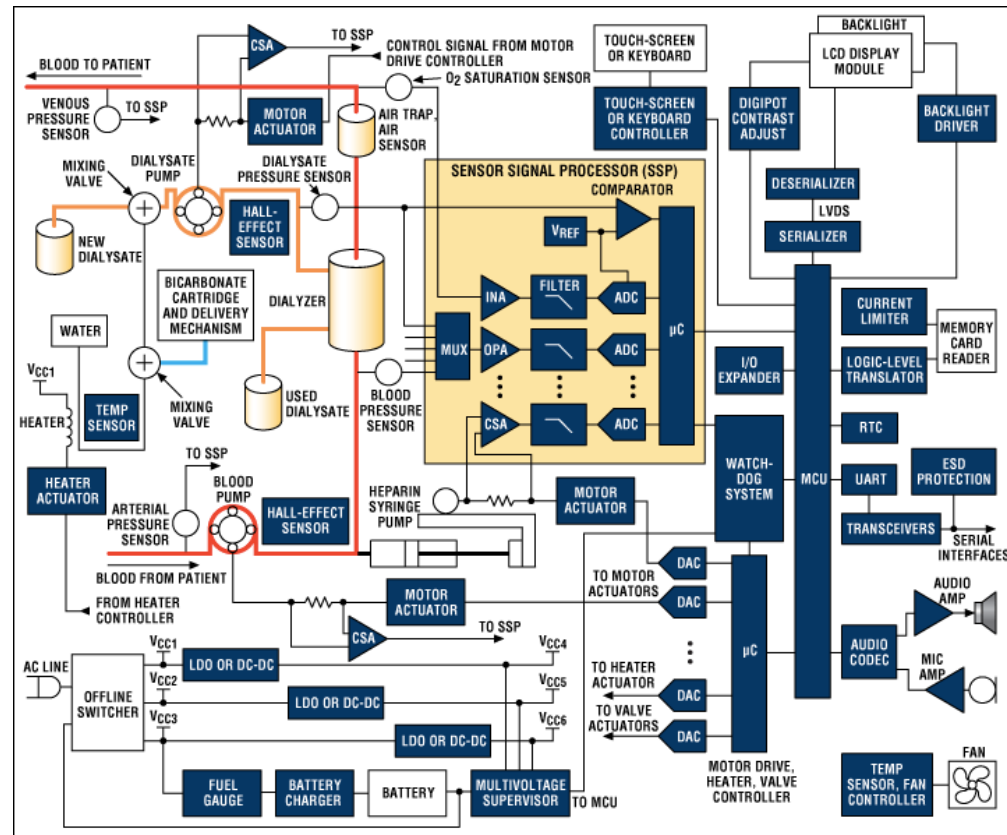 CSA
TO SSP
BLOOD TO PATIENT
CONTROL SIGNAL FROM MOTOR
DRIVE CONTROLLER
O2 SATURATION SENSOR
VENOUS
PRESSURE
SENSOR
TO SSP
MOTOR
ACTUATOR
AIR TRAP,
AIR
SENSOR
TOUCH-SCREEN
OR KEYBOARD
TOUCH-SCREEN
OR KEYBOARD
CONTROLLER
BACKLIGHT
LCD DISPLAY
MODULE
DIGIPOT
CONTRAST
ADJUST
BACKLIGHT
DRIVER
DESERIALIZER
LVDS
SERIALIZER
MIXING
VALVE
DIALYSATE
PUMP
DIALYSATE
PRESSURE SENSOR
HALL-
EFFECT
SENSOR
NEW
DIALYSATE
DIALYZER
BICARBONATE
CARTRIDGE
AND DELIVERY
MECHANISM
WATER
VCC1
HEATER
TEMP
SENSOR
MIXING
VALVE
USED
DIALYSATE
BLOOD
PRESSURE
SENSOR
SENSOR SIGNAL PROCESSOR (SSP)
COMPARATOR
VREF
INA
FILTER
ADC
MUX
OPA
ADC
CSA
ADC
µC
I/O
EXPANDER
CURRENT
LIMITER
LOGIC-LEVEL
TRANSLATOR
MEMORY
CARD
READER
RTC
MCU
WATCH-
DOG
SYSTEM
UART
ESD
PROTECTION
TRANSCEIVERS
SERIAL
INTERFACES
HEATER
ACTUATOR
TO SSP
ARTERIAL
PRESSURE
SENSOR
BLOOD
PUMP
HALL-EFFECT
SENSOR
HEPARIN
SYRINGE
PUMP
MOTOR
ACTUATOR
BLOOD FROM PATIENT
FROM HEATER
CONTROLLER
MOTOR
ACTUATOR
CSA
TO SSP
TO MOTOR
ACTUATORS
DAC
DAC
TO HEATER
ACTUATOR
DAC
TO VALVE
ACTUATORS
DAC
µC
MOTOR DRIVE,
HEATER, VALVE
CONTROLLER
AUDIO
AMP
AUDIO
CODEC
MIC
AMP
AC LINE
OFFLINE
SWITCHER
VCC1
LDO OR DC-DC
VCC4
VCC2
LDO OR DC-DC
VCC5
VCC3
LDO OR DC-DC
VCC6
FUEL
GAUGE
BATTERY
CHARGER
BATTERY
MULTIVOLTAGE
SUPERVISOR
TO MCU
TEMP
SENSOR, FAN
CONTROLLER
FAN